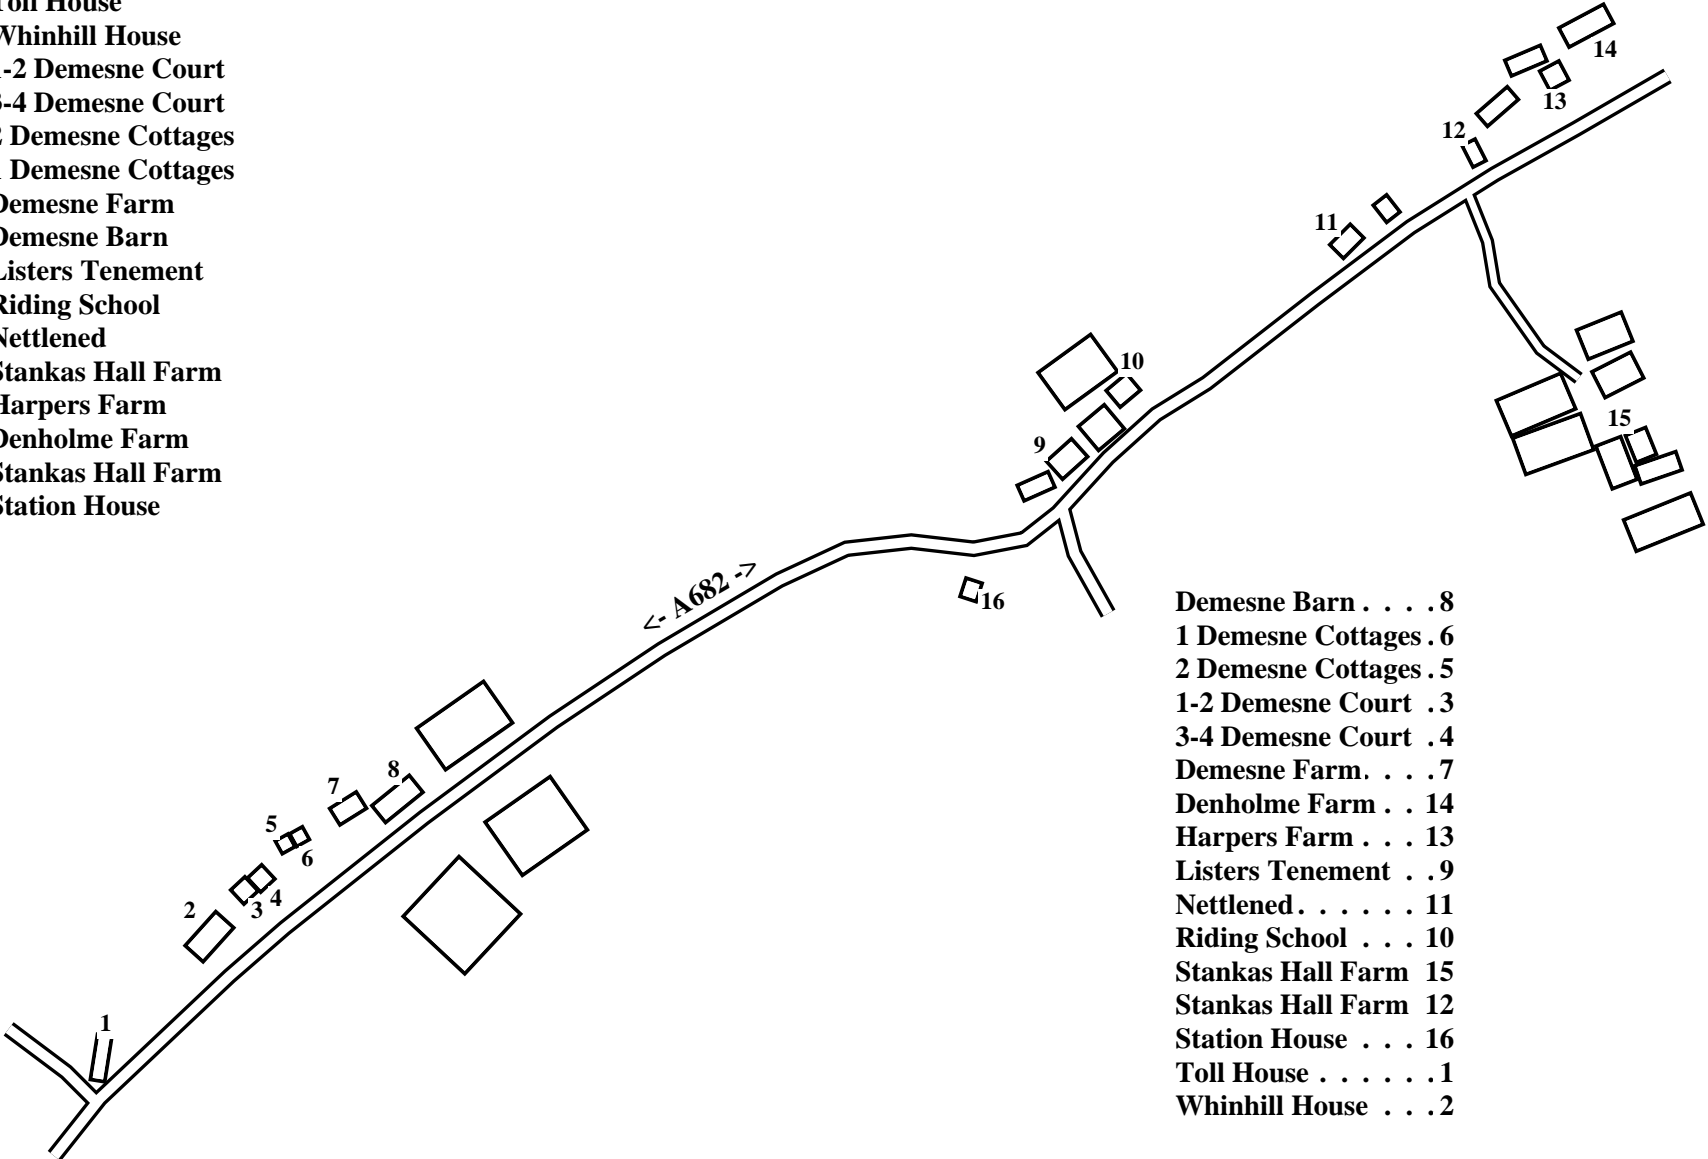 Toll House
Whinhill House
-2 Demesne Court
-4 Demesne Court
Demesne Cottages
Demesne Cottages
Demesne Farm
Demesne Barn
Listers Tenement
Riding School
Nettlened
Stankas Hall Farm
Harpers Farm
Denholme Farm
Stankas Hall Farm
Station House
14
13
12
11
10
9
15
<- A682 ->
16
8
7
5
6
4
3
2
1
Demesne Barn . . . . 8
1 Demesne Cottages . 6
2 Demesne Cottages . 5
1-2 Demesne Court . 3
3-4 Demesne Court . 4
Demesne Farm . . . . 7
Denholme Farm . . 14
Harpers Farm . . . 13
Listers Tenement . . 9
Nettlened . . . . . . 11
Riding School . . . 10
Stankas Hall Farm 15
Stankas Hall Farm 12
Station House . . . 16
Toll House . . . . . . 1
Whinhill House . . . 2